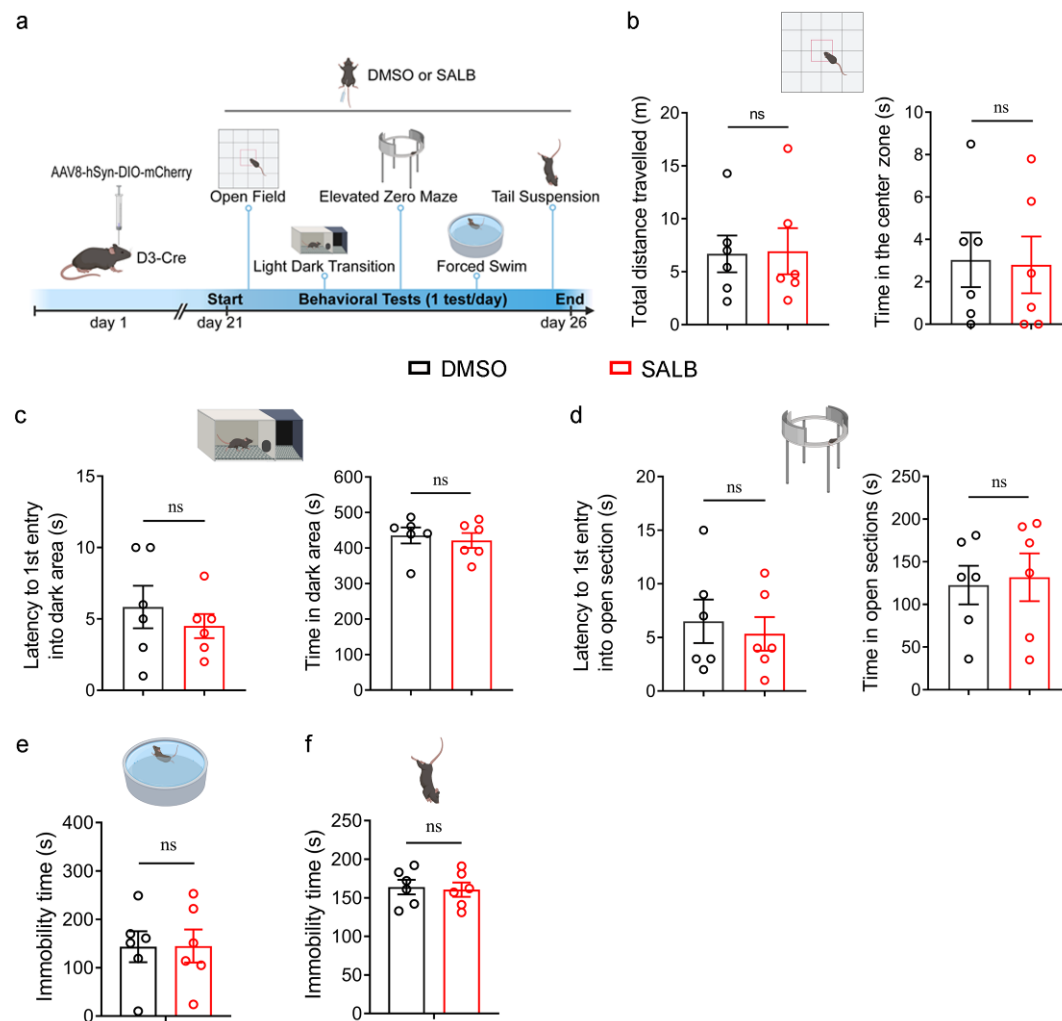 a
DMSO or SALB
AAV8-hSyn-DIO-mCherry
D3-Cre
Open Field
Elevated Zero Maze
Tail Suspension
Light Dark Transition
Forced Swim
Start
Behavioral Tests (1 test/day)
End
day 1
day 21
day 26
b
Total distance travelled (m)
20
15
10
5
0
ns
Time in the center zone (s)
10
8
6
4
2
0
ns
DMSO
SALB
c
Latency to 1st entry
into dark area (s)
15
10
5
0
ns
Time in dark area (s)
600
500
400
300
200
100
0
ns
d
Latency to 1st entry
into open section (s)
20
15
10
5
0
ns
Time in open sections (s)
250
200
150
100
50
0
ns
e
Immobility time (s)
400
300
200
100
0
ns
f
Immobility time (s)
250
200
150
100
50
0
ns